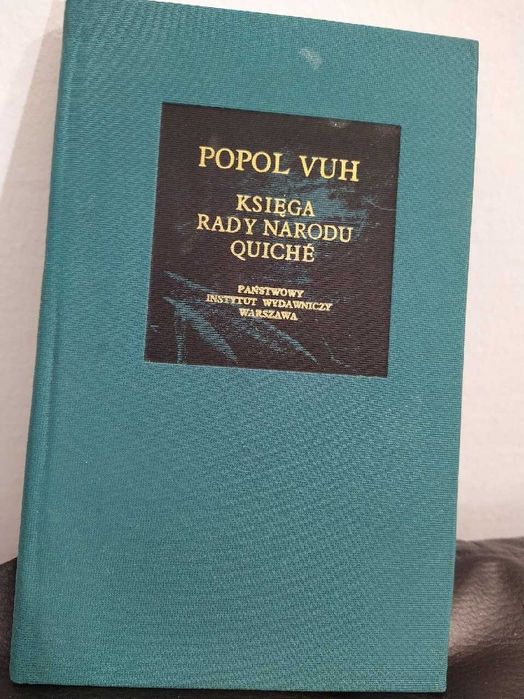 POPOL VUH
KSIĘGA
RADY NARODU
QUICHÉ
PAŃSTWOWY
INSTYTUT WYDAWNICZY
WARSZAWA